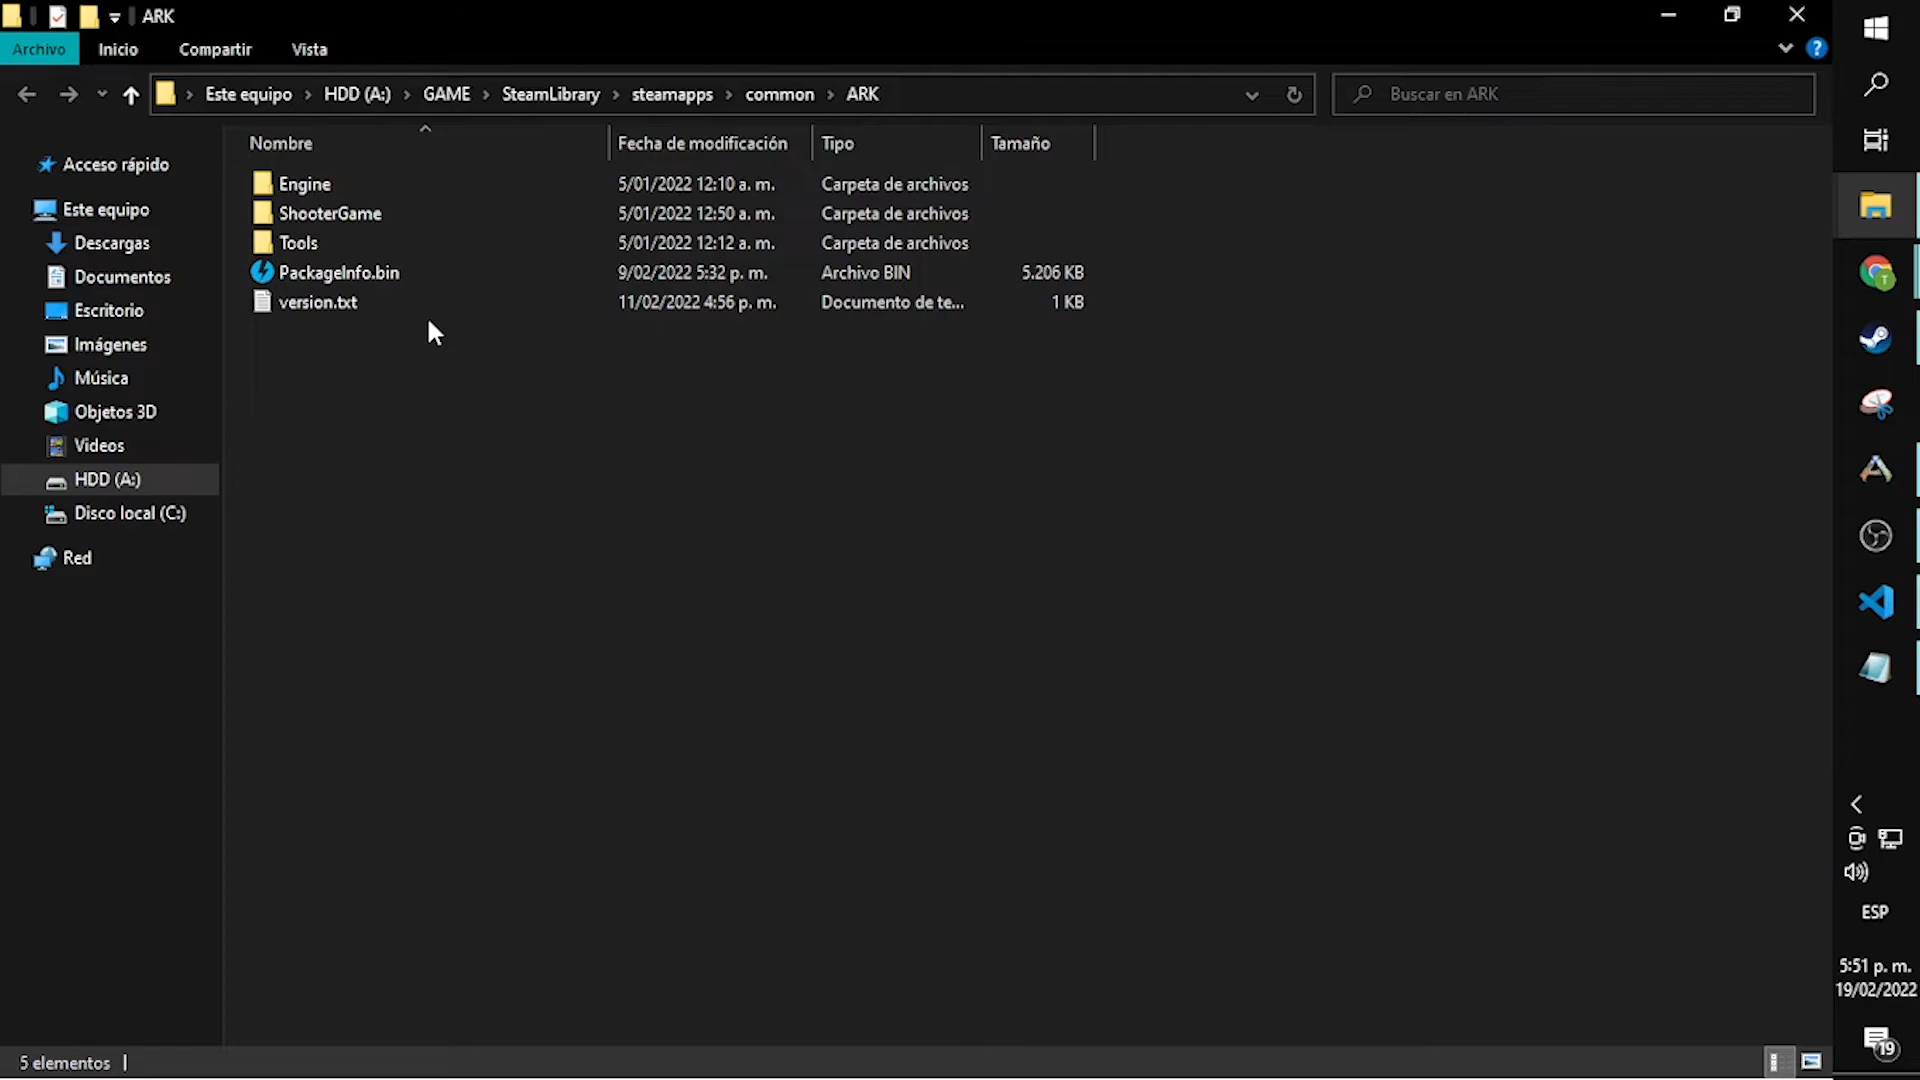 ARK
Archivo Inicio Compartir Vista
Este equipo HDD (A:) GAME SteamLibrary steamapps common ARK
Buscar en ARK
Nombre Fecha de modificación Tipo Tamaño
Engine 5/01/2022 12:10 a. m. Carpeta de archivos
ShooterGame 5/01/2022 12:50 a. m. Carpeta de archivos
Tools 5/01/2022 12:12 a. m. Carpeta de archivos
PackageInfo.bin 9/02/2022 5:32 p. m. Archivo BIN 5.206 KB
version.txt 11/02/2022 4:56 p. m. Documento de te... 1 KB
Acceso rápido
Este equipo
Descargas
Documentos
Escritorio
Imágenes
Música
Objetos 3D
Videos
HDD (A:)
Disco local (C:)
Red
5 elementos
ESP
5:51 p. m.
19/02/2022
19